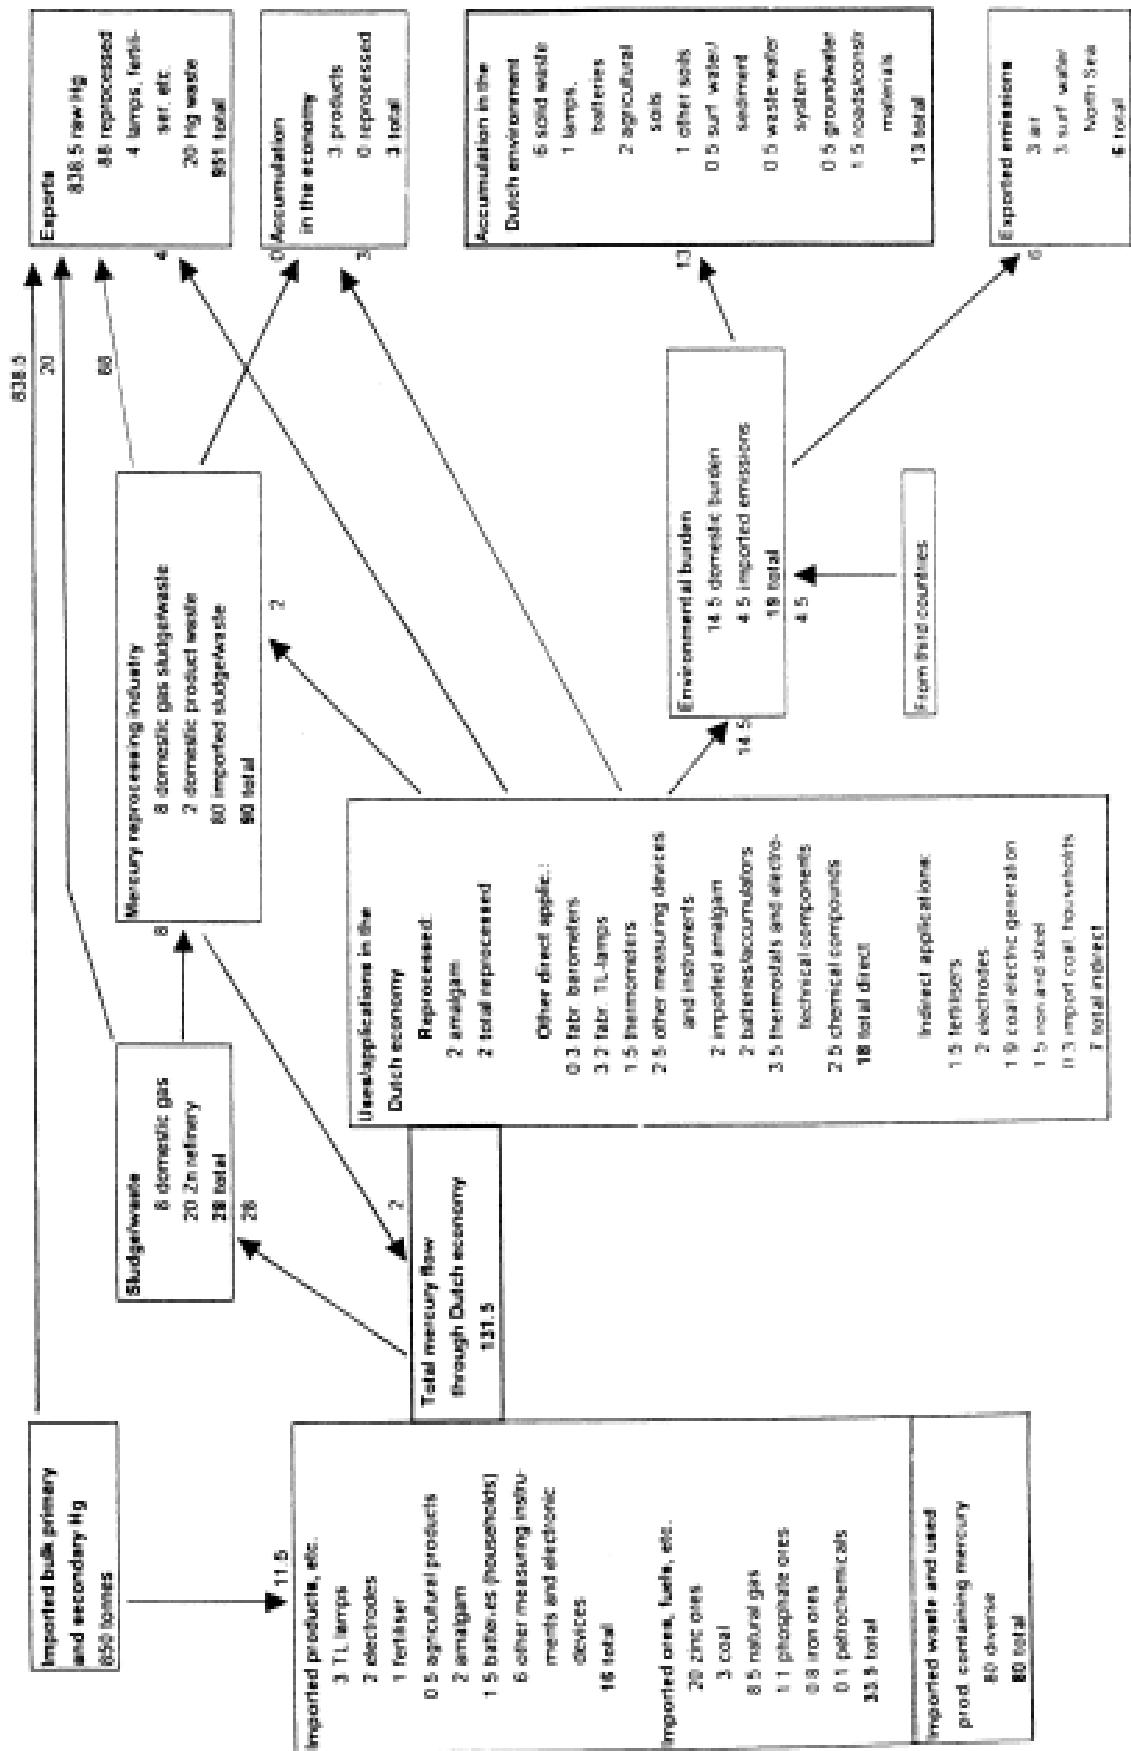 Imported bulk primary
and secondary Hg
850 tonnes
11.5
Imported products, etc.
3 TL lamps
2 electrodes
1 fertiliser
0 5 agricultural products
2 amalgam
1 5 batteries (households)
6 other measuring instru-
ments and electronic
devices
16 total
Imported ores, fuels, etc.
20 zinc ores
3 coal
8 5 natural gas
1 1 phosphate ores
0 8 iron ores
0 1 petrochemicals
33.5 total
Imported waste and used
prod. containing mercury
80 diverse
80 total
Total mercury flow
through Dutch economy
131.5
2
Sludge/waste
8 domestic gas
20 Zn refinery
28 total
28
8
Mercury reprocessing industry
8 domestic gas sludge/waste
2 domestic product waste
80 imported sludge/waste
90 total
2
Uses/applications in the
Dutch economy
Reprocessed:
2 amalgam
2 total reprocessed
Other direct applic.:
0 3 fabr. barometers
3 2 fabr. TL-lamps
1 5 thermometers
2 5 other measuring devices
and instruments
2 imported amalgam
2 batteries/accumulators
3 5 thermostats and electro-
technical components
2 5 chemical compounds
18 total direct
Indirect applications:
1 5 fertilisers
2 electrodes
1 9 coal electric generation
1 5 iron and steel
0 3 import coal, households
7 total indirect
14.5
Environmental burden
14 5 domestic burden
4 5 imported emissions
19 total
4 5
From third countries
838.5
20
88
Exports
838.5 raw Hg
88 reprocessed
4 lamps, fertili-
ser, etc.
20 Hg waste
951 total
4
0
Accumulation
in the economy
3 products
0 reprocessed
3 total
3
Accumulation in the
Dutch environment
6 solid waste
1 lamps,
batteries
2 agricultural
soils
1 other soils
0 5 surf water/
sediment
0 5 waste water
system
0 5 groundwater
1 5 roads/constr
materials
13 total
13
Exported emissions
3 air
3 surf water
North Sea
6 total
6